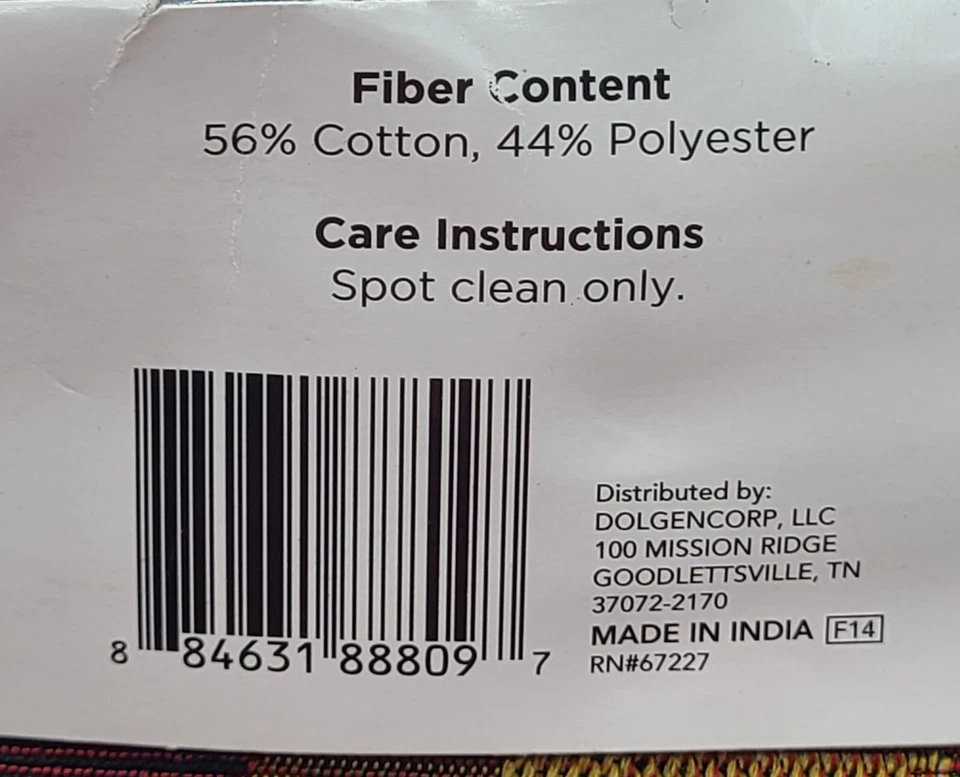 Fiber Content
56% Cotton, 44% Polyester
Care Instructions
Spot clean only.
8 84631 88809 7
Distributed by:
DOLGENCORP, LLC
100 MISSION RIDGE
GOODLETTSVILLE, TN
37072-2170
MADE IN INDIA F14
RN#67227